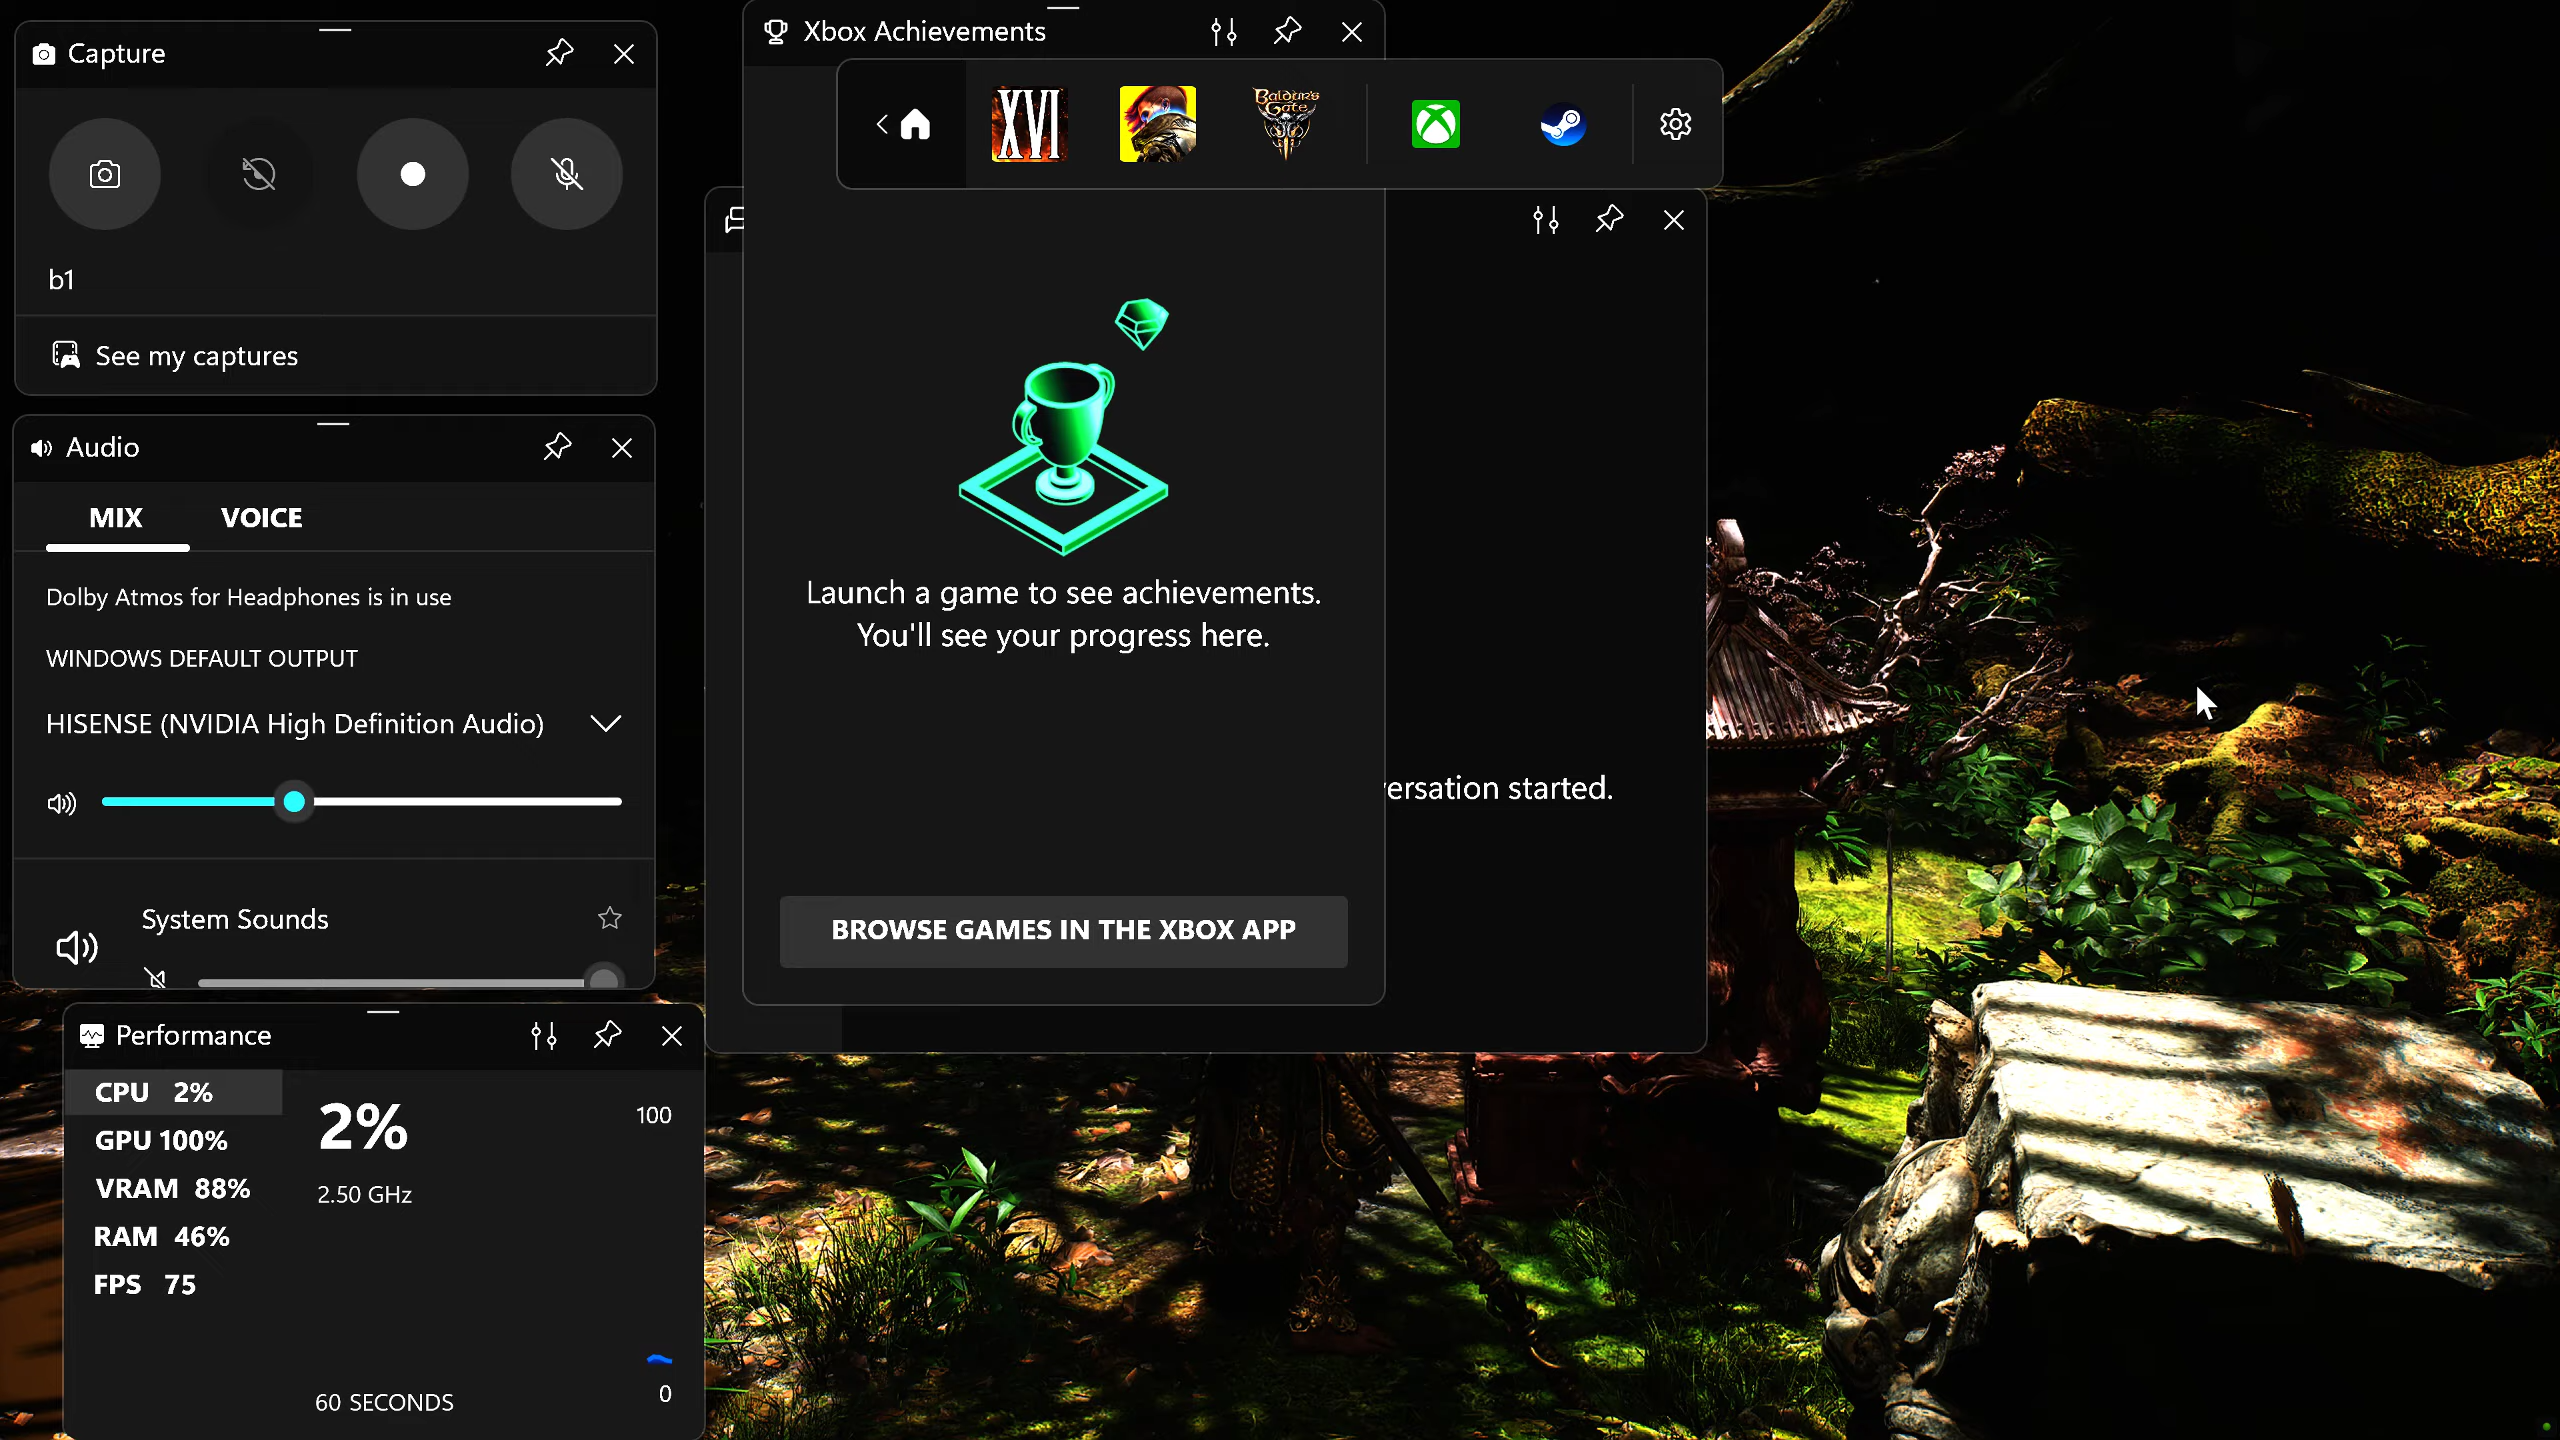 Capture
b1
See my captures
Audio
MIX VOICE
Dolby Atmos for Headphones is in use
WINDOWS DEFAULT OUTPUT
HISENSE (NVIDIA High Definition Audio)
System Sounds
Performance
CPU 2%
GPU 100%
VRAM 88%
RAM 46%
FPS 75
2%
2.50 GHz
100
60 SECONDS
0
Xbox Achievements
XVI
Baldur's
Gate
Launch a game to see achievements.
You'll see your progress here.
BROWSE GAMES IN THE XBOX APP
ersation started.